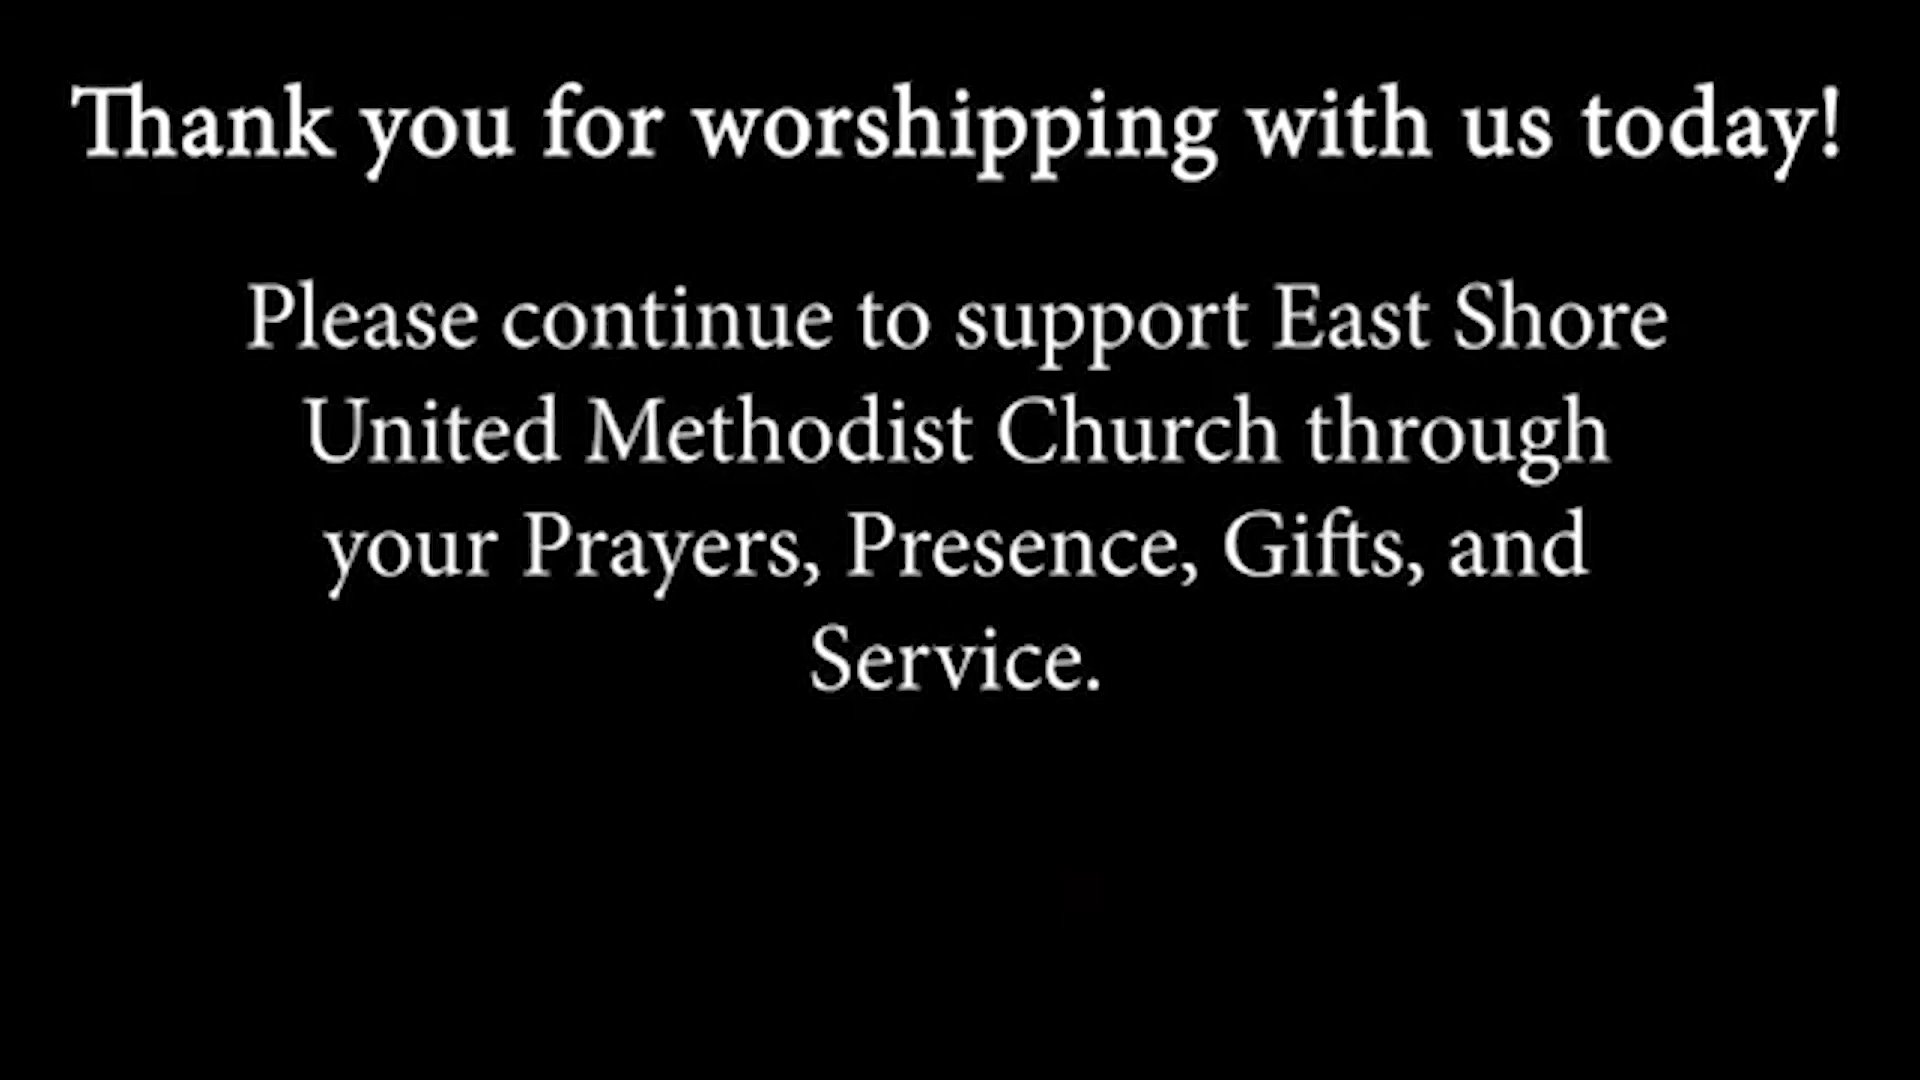 Thank you for worshipping with us today!
Please continue to support East Shore
United Methodist Church through
your Prayers, Presence, Gifts, and
Service.